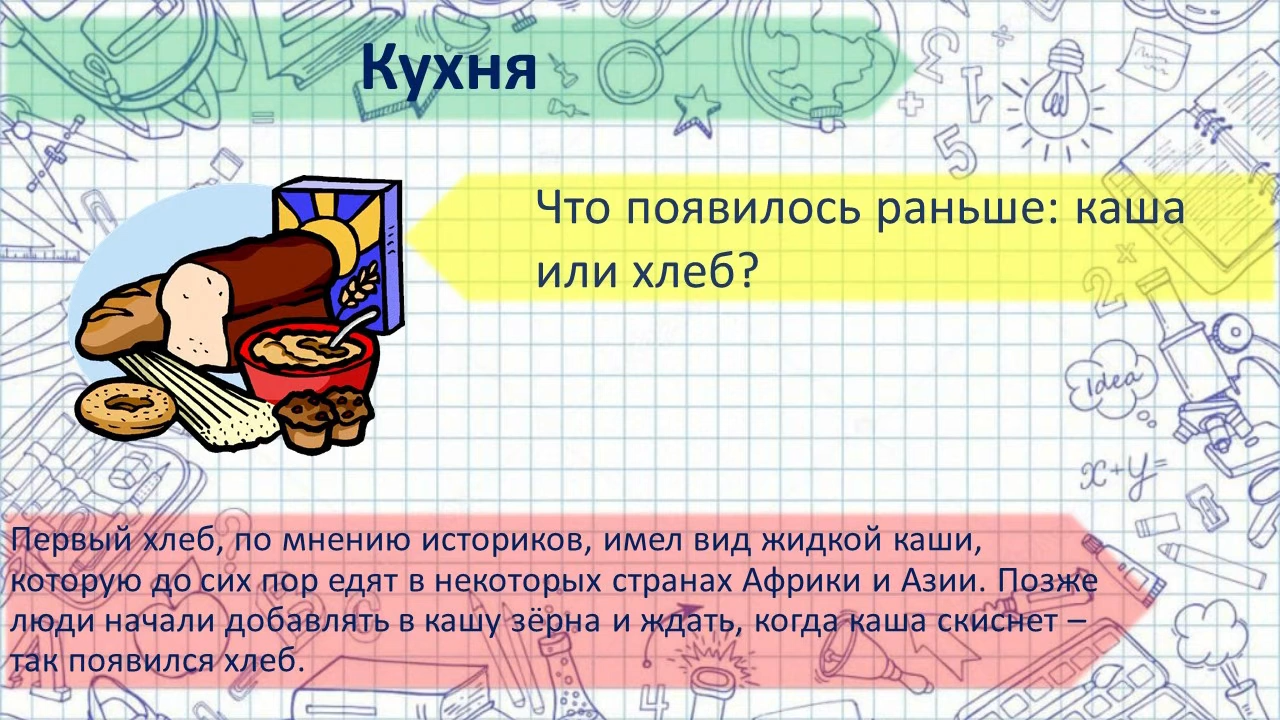 Кухня
Что появилось раньше: каша
или хлеб?
Idea
x+y=
Первый хлеб, по мнению историков, имел вид жидкой каши,
которую до сих пор едят в некоторых странах Африки и Азии. Позже
люди начали добавлять в кашу зёрна и ждать, когда каша скиснет –
так появился хлеб.